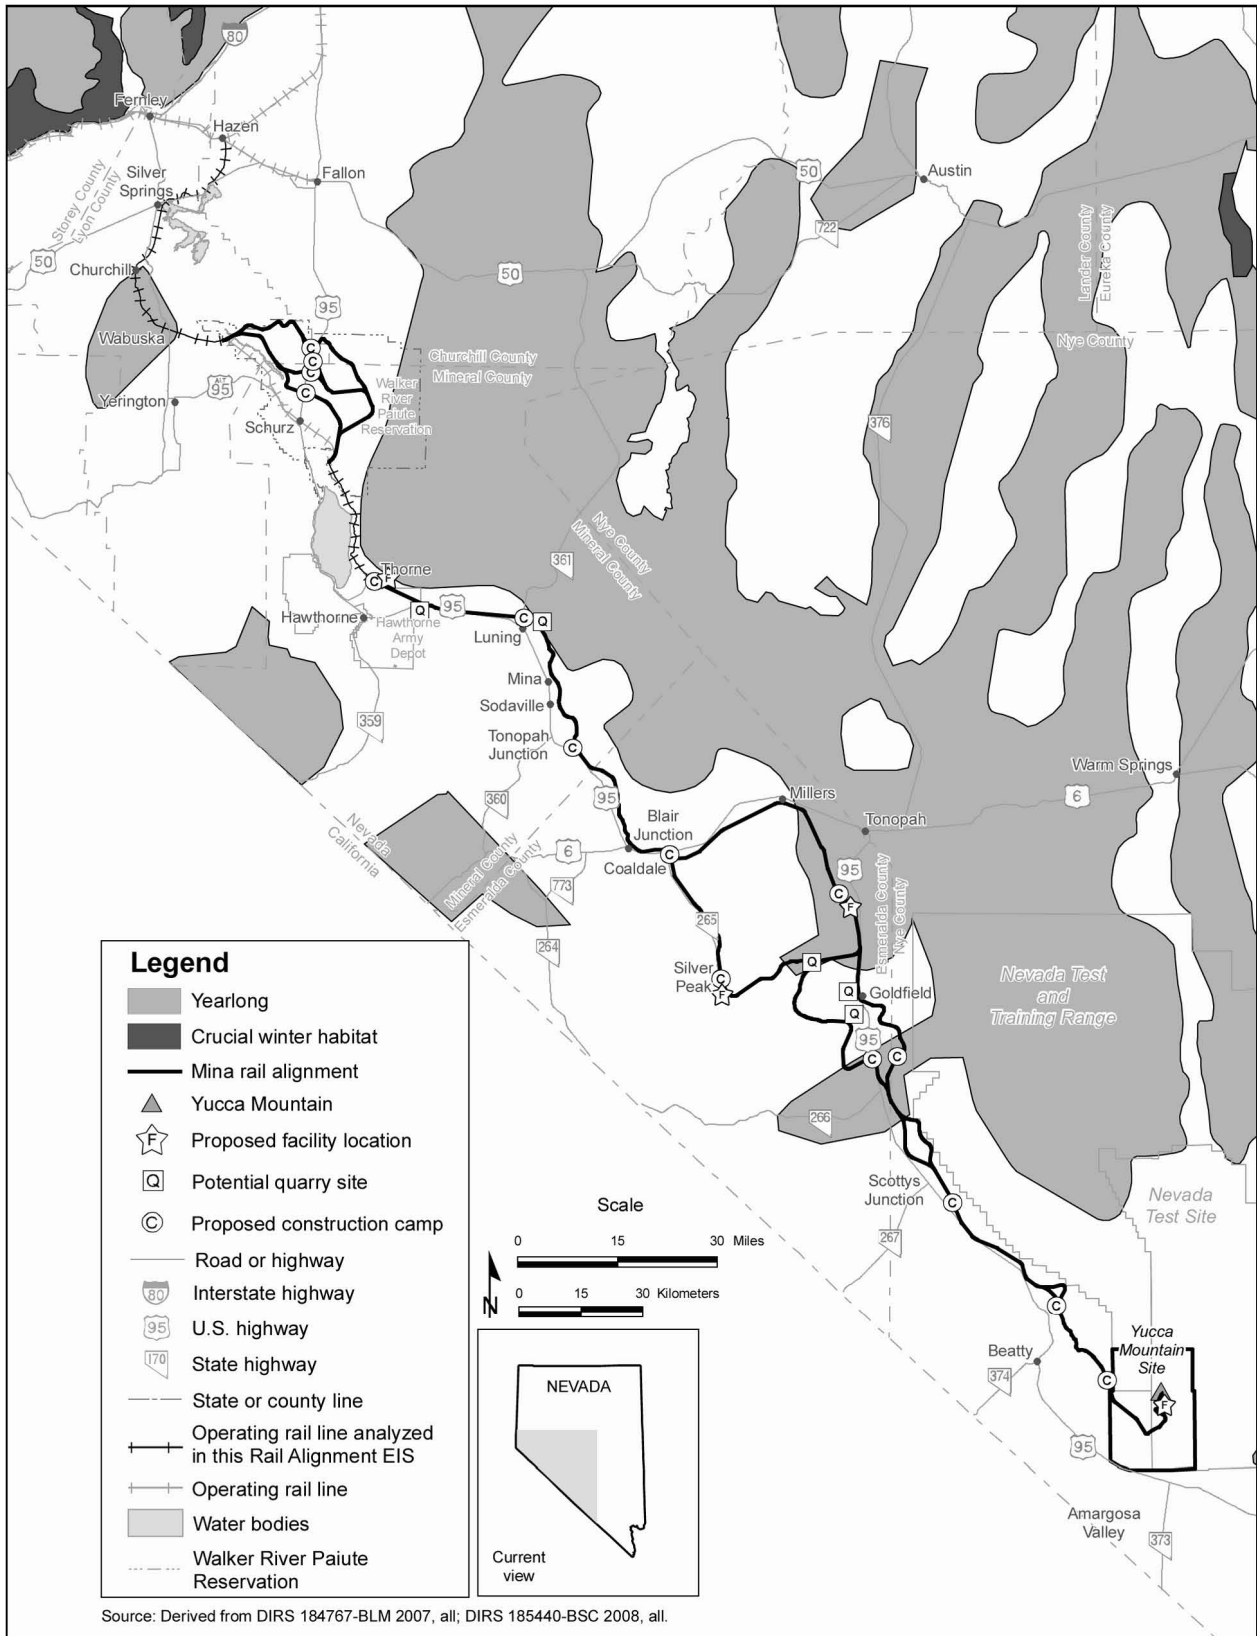 80
Fernley
Hazen
Silver
Springs
Fallon
Storey County
Lyon County
50
Churchill
95
50
Austin
50
722
Lander County
Eureka County
Nye County
Wabuska
ALT
95
Yerington
Schurz
C
C
C
C
Churchill County
Mineral County
Walker
River
Paiute
Reservation
376
Nye County
Mineral County
361
Thorne
C
F
Q
95
C
Q
Hawthorne
Hawthorne
Army
Depot
Luning
Mina
Sodaville
Tonopah
Junction
C
359
360
95
Nevada
California
Mineral County
Esmeralda County
6
773
264
Blair
Junction
Coaldale
C
Millers
Tonopah
Warm Springs
6
95
C
F
Esmeralda County
Nye County
265
Silver
Peak
C
F
Q
Q
Goldfield
Q
95
C
C
Nevada Test
and
Training Range
266
Scottys
Junction
C
267
Nevada
Test Site
C
Beatty
374
C
Yucca
Mountain
Site
F
95
Amargosa
Valley
373
Legend
Yearlong
Crucial winter habitat
Mina rail alignment
Yucca Mountain
F
Proposed facility location
Q
Potential quarry site
C
Proposed construction camp
Road or highway
80
Interstate highway
95
U.S. highway
170
State highway
State or county line
Operating rail line analyzed
in this Rail Alignment EIS
Operating rail line
Water bodies
Walker River Paiute
Reservation
Scale
0 15 30 Miles
0 15 30 Kilometers
N
NEVADA
Current
view
Source: Derived from DIRS 184767-BLM 2007, all; DIRS 185440-BSC 2008, all.